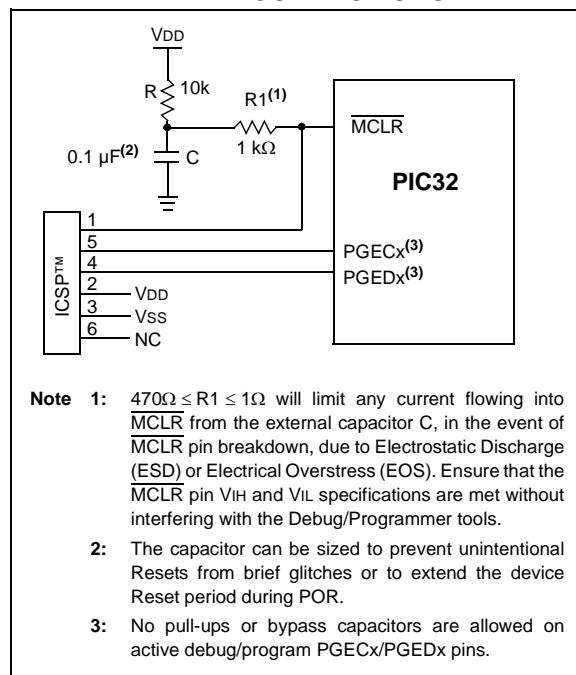 VDD
R 10k
R1(1)
1 kΩ
0.1 µF(2) C
MCLR
PIC32
ICSP™
1
5
4
2
3
6
PGECx(3)
PGEDx(3)
VDD
VSS
NC
Note 1: 470Ω ≤ R1 ≤ 1Ω will limit any current flowing into
MCLR from the external capacitor C, in the event of
MCLR pin breakdown, due to Electrostatic Discharge
(ESD) or Electrical Overstress (EOS). Ensure that the
MCLR pin VIH and VIL specifications are met without
interfering with the Debug/Programmer tools.
2: The capacitor can be sized to prevent unintentional
Resets from brief glitches or to extend the device
Reset period during POR.
3: No pull-ups or bypass capacitors are allowed on
active debug/program PGECx/PGEDx pins.